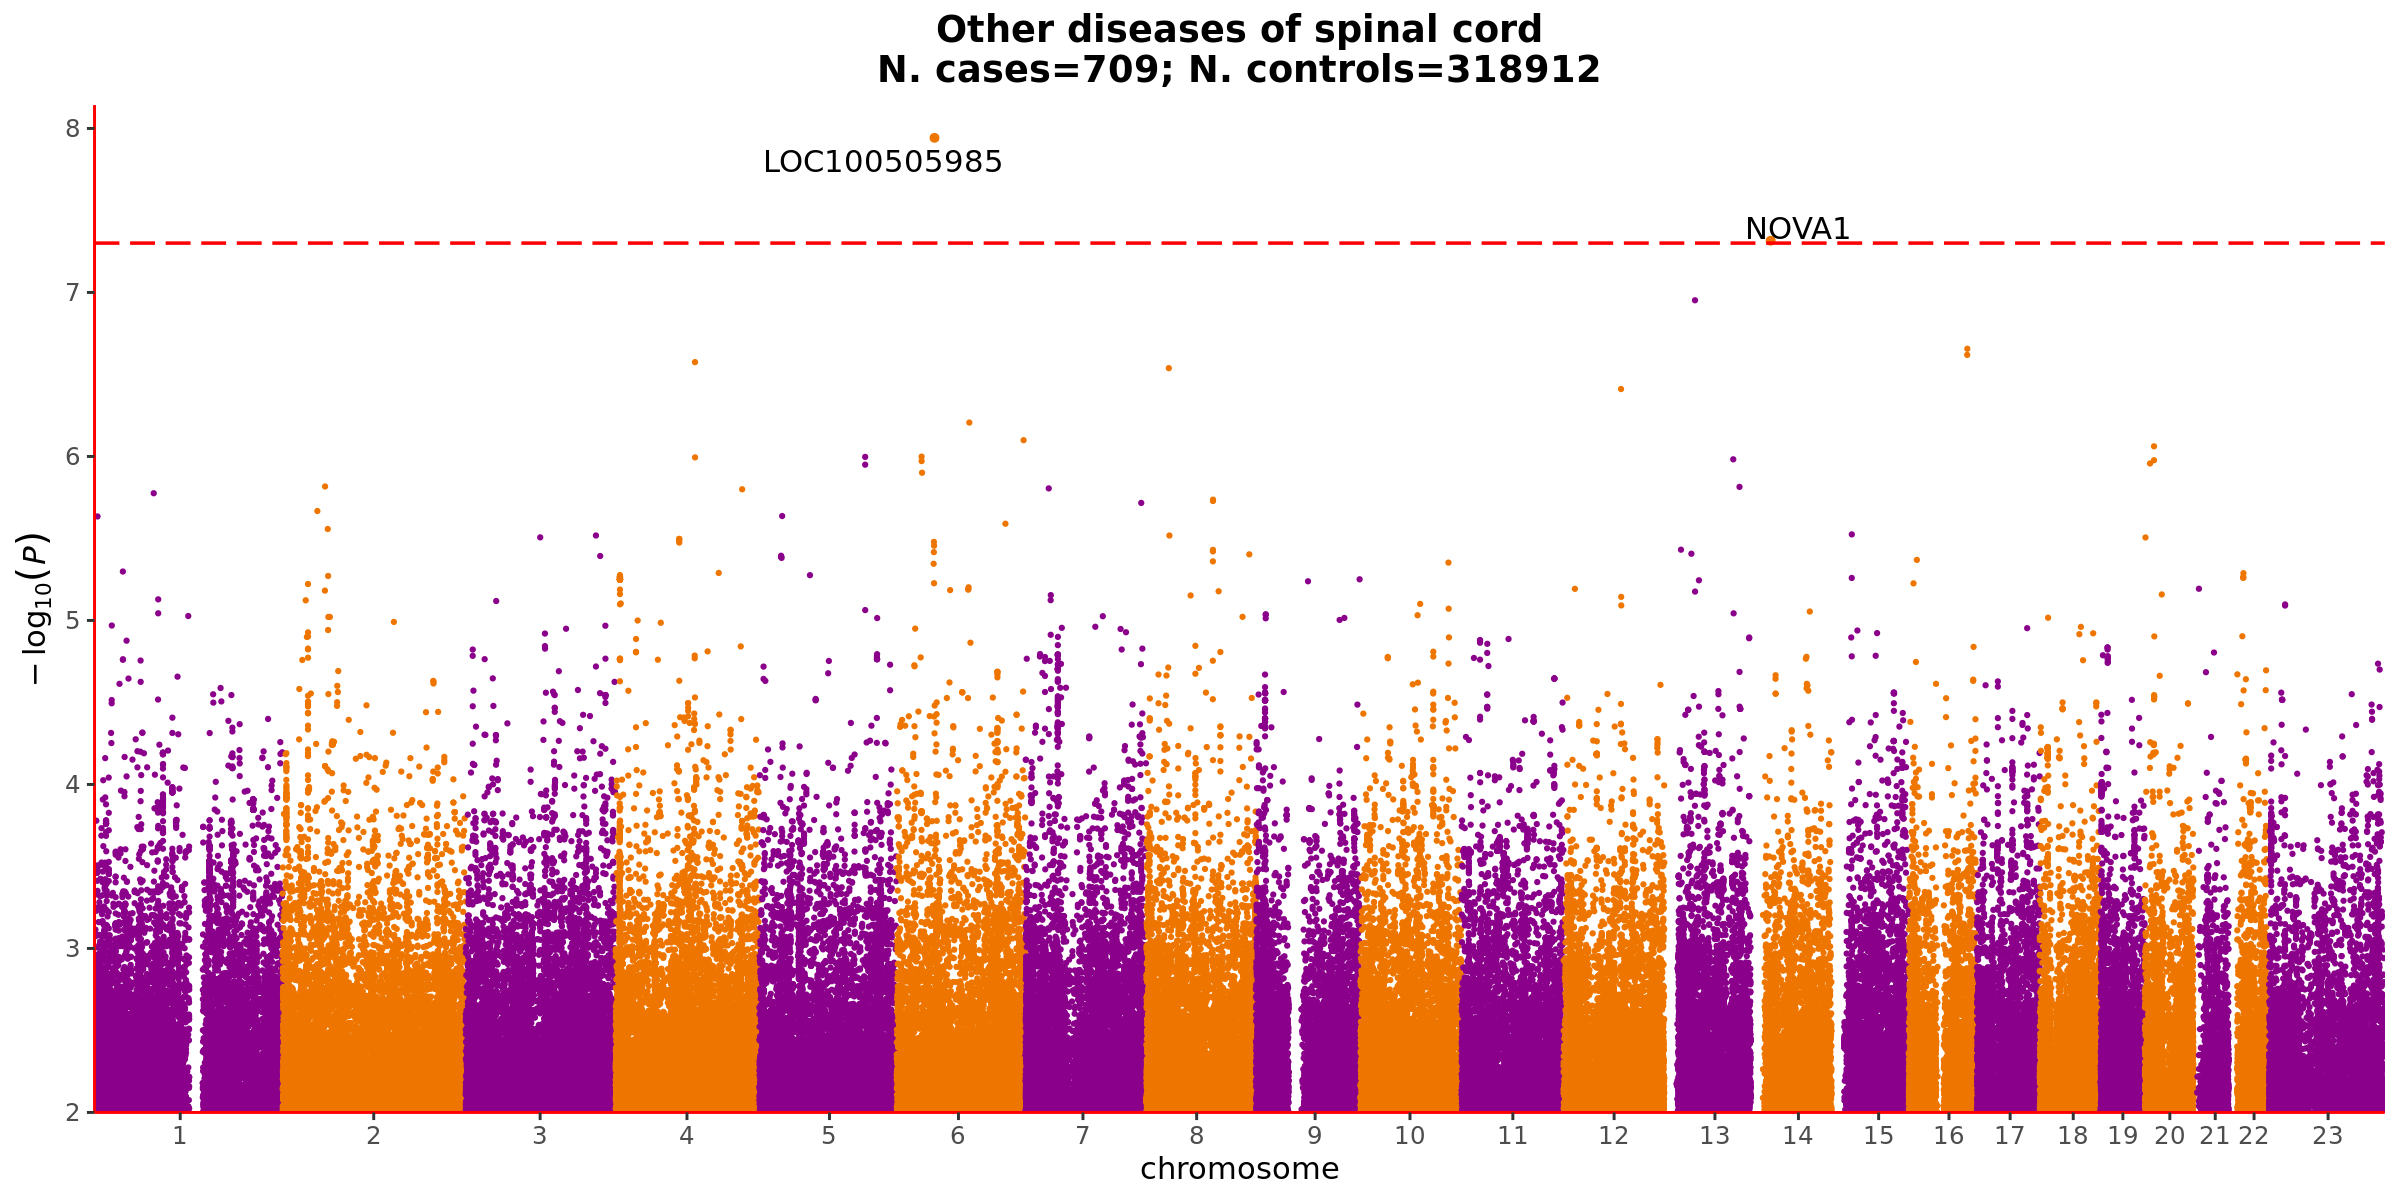 Other diseases of spinal cord
N. cases=709; N. controls=318912
8
LOC100505985
NOVA1
7
6
5
4
3
2
−log10(P)
1 2 3 4 5 6 7 8 9 10 11 12 13 14 15 16 17 18 19 20 21 22 23
chromosome